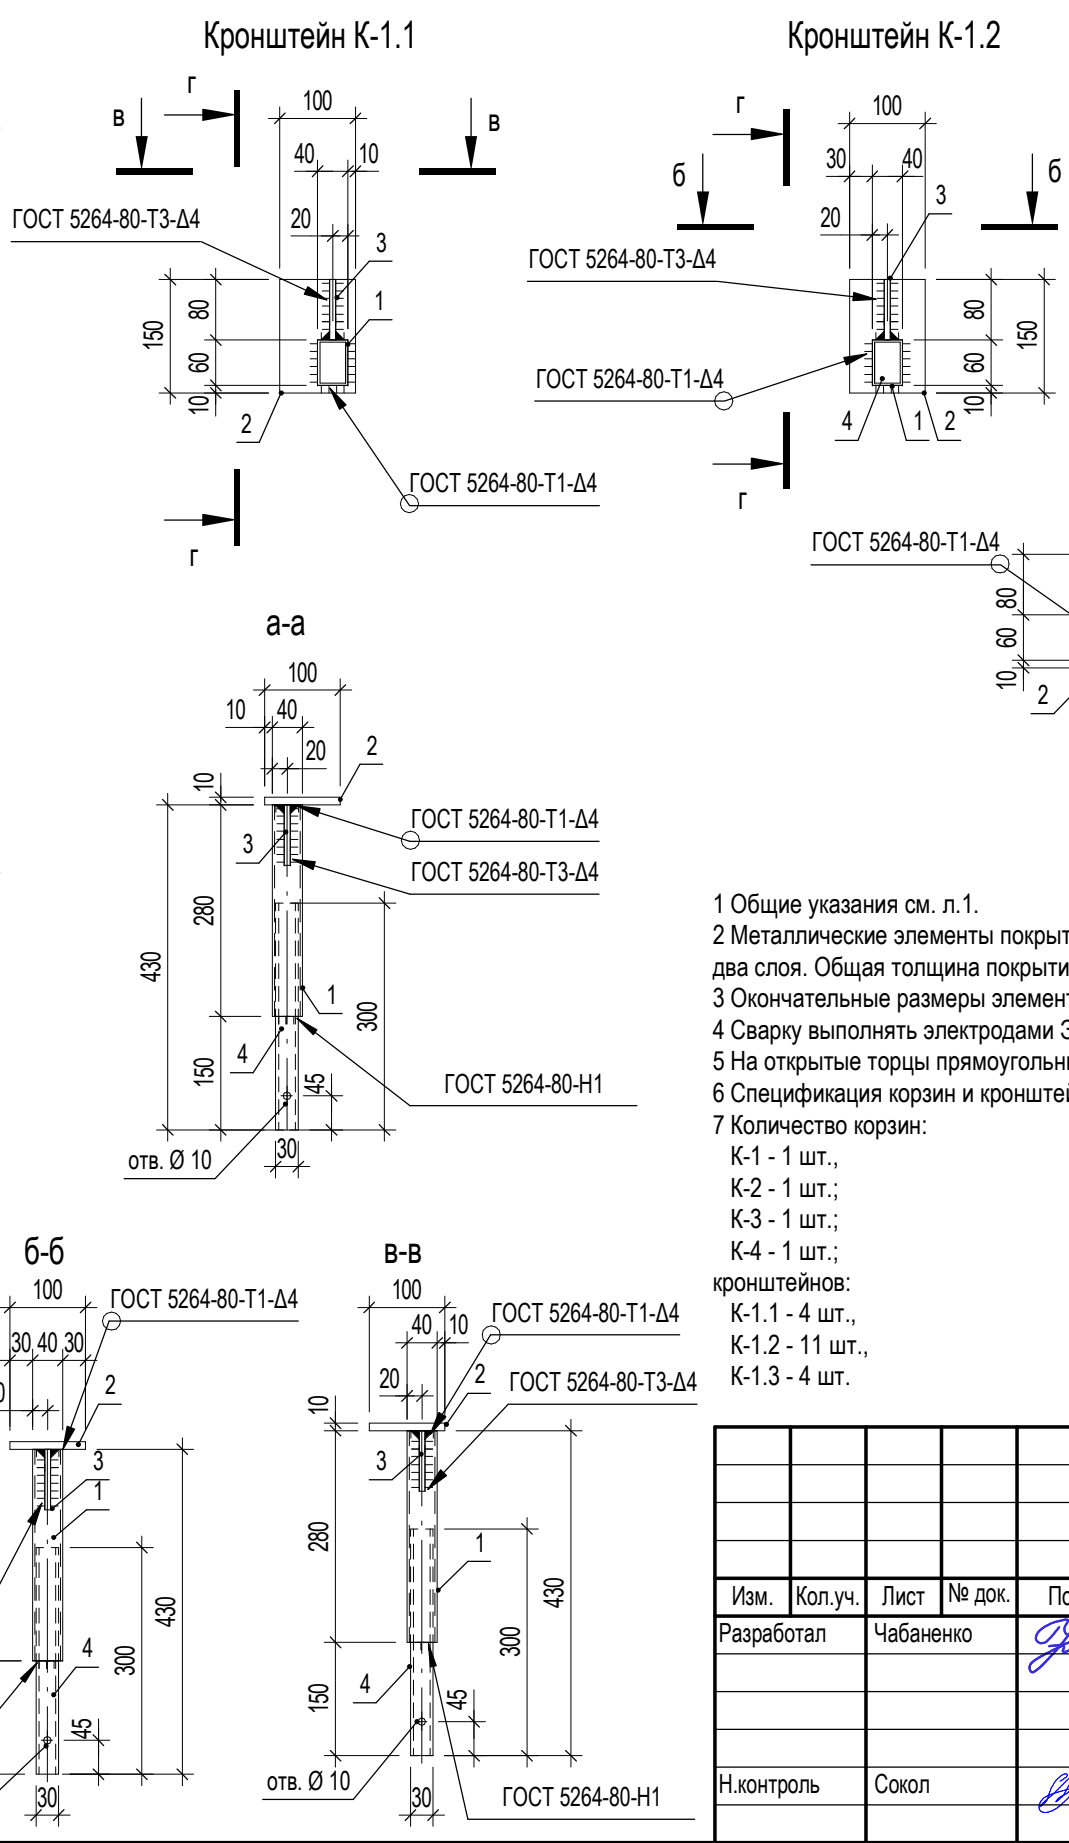 Кронштейн К-1.1
г
в
в
100
40
10
20
ГОСТ 5264-80-Т3-Δ4
3
1
150
80
60
10
2
ГОСТ 5264-80-Т1-Δ4
г
Кронштейн К-1.2
г
100
б
б
30
40
20
3
ГОСТ 5264-80-Т3-Δ4
ГОСТ 5264-80-Т1-Δ4
80
60
10
150
4
1
2
г
ГОСТ 5264-80-Т1-Δ4
80
60
10
2
а-а
100
10
40
20
2
10
ГОСТ 5264-80-Т1-Δ4
3
ГОСТ 5264-80-Т3-Δ4
280
430
1
300
4
150
45
ГОСТ 5264-80-Н1
отв. Ø 10
30
б-б
100
ГОСТ 5264-80-Т1-Δ4
30
40
30
2
3
1
430
300
4
45
30
в-в
100
ГОСТ 5264-80-Т1-Δ4
40
10
20
2
ГОСТ 5264-80-Т3-Δ4
10
3
280
1
430
300
4
150
45
отв. Ø 10
30
ГОСТ 5264-80-Н1
1 Общие указания см. л.1.
2 Металлические элементы покрыт
два слоя. Общая толщина покрыти
3 Окончательные размеры элемент
4 Сварку выполнять электродами Э
5 На открытые торцы прямоугольн
6 Спецификация корзин и кронштей
7 Количество корзин:
К-1 - 1 шт.,
К-2 - 1 шт.;
К-3 - 1 шт.;
К-4 - 1 шт.;
кронштейнов:
К-1.1 - 4 шт.,
К-1.2 - 11 шт.,
К-1.3 - 4 шт.
Изм. Кол.уч. Лист № док. По
Разработал Чабаненко
Н.контроль Сокол